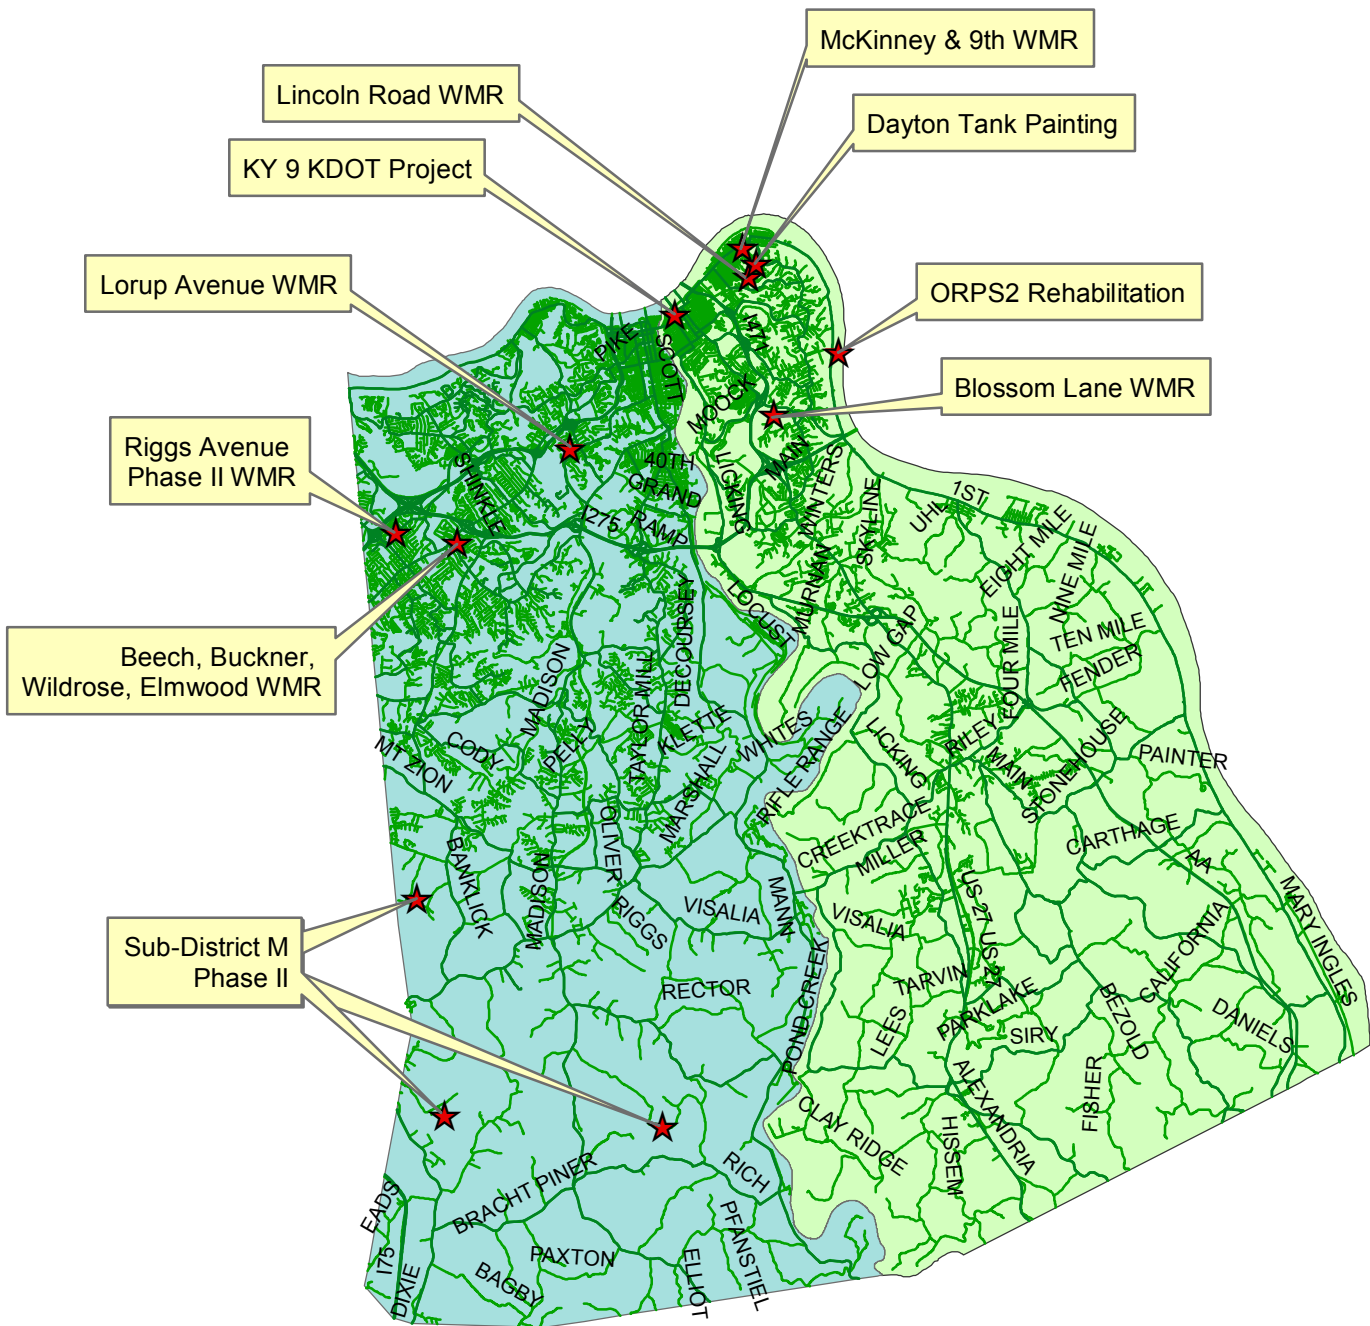 McKinney & 9th WMR
Lincoln Road WMR
Dayton Tank Painting
KY 9 KDOT Project
Lorup Avenue WMR
ORPS2 Rehabilitation
Blossom Lane WMR
Riggs Avenue
Phase II WMR
Beech, Buckner,
Wildrose, Elmwood WMR
Sub-District M
Phase II
PIKE
SCOTT
I471
MOOCK
MAIN
LICKING
40TH
GRAND
SHINKLE
I275
RAMP
WINTERS
SKYLINE
UHL
1ST
EIGHT MILE
NINE MILE
TEN MILE
FENDER
FOUR MILE
MURNAN
LOCUST
LOW GAP
DECOURSEY
TAYLOR MILL
MADISON
PELLY
KLETTE
WHITES
MARSHALL
RIFLE RANGE
MT ZION
CODY
LICKING
RILEY
MAIN
STONEHOUSE
PAINTER
CREEKTRACE
MILLER
CARTHAGE
AA
BANKLICK
MADISON
OLIVER
RIGGS
VISALIA
MANN
VISALIA
US 27
US 27
MARY INGLES
CALIFORNIA
RECTOR
POND CREEK
TARVIN
PARKLAKE
LEES
SIRY
BEZOLD
DANIELS
FISHER
ALEXANDRIA
HISSEM
CLAY RIDGE
RICH
BRACHT PINER
EADS
I75
DIXIE
BAGBY
PAXTON
ELLIOT
PFANSTIEL